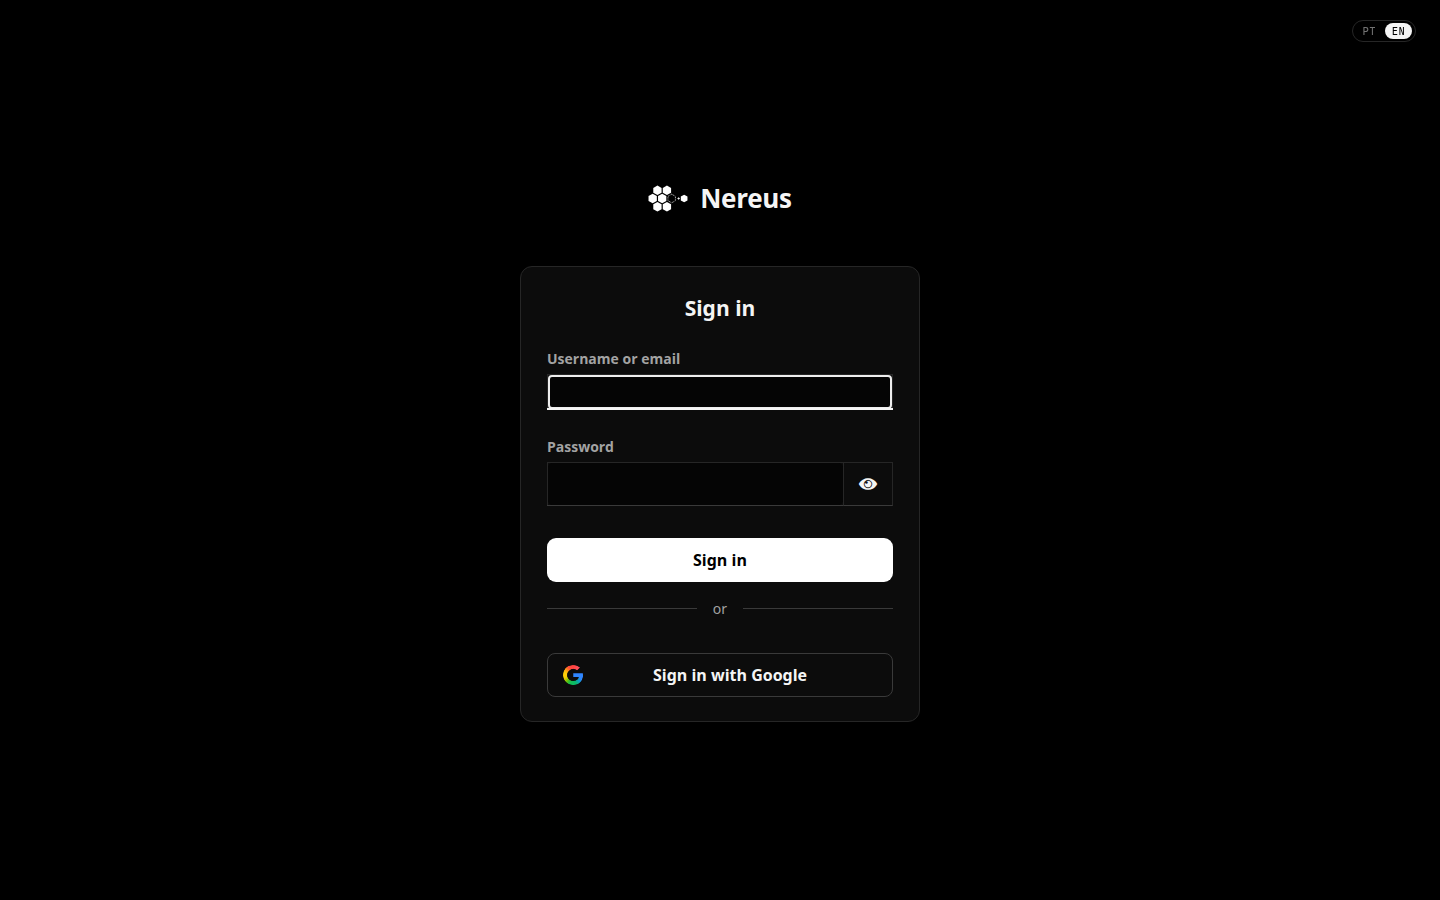 PT EN
Nereus
Sign in
Username or email
Password
Sign in
or
Sign in with Google